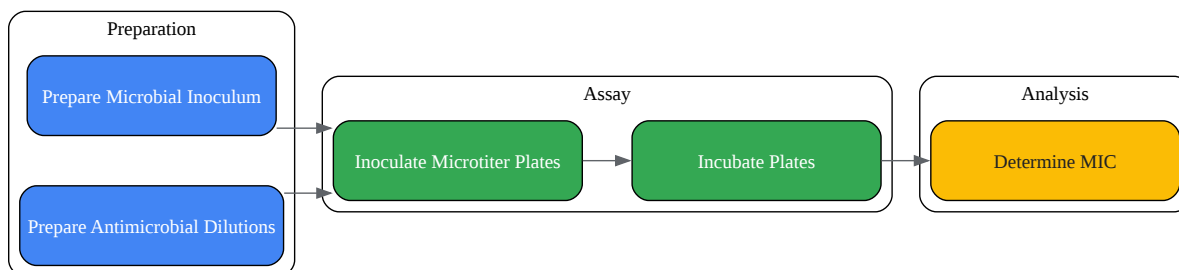 Preparation
Prepare Microbial Inoculum
Prepare Antimicrobial Dilutions
Assay
Inoculate Microtiter Plates
Incubate Plates
Analysis
Determine MIC